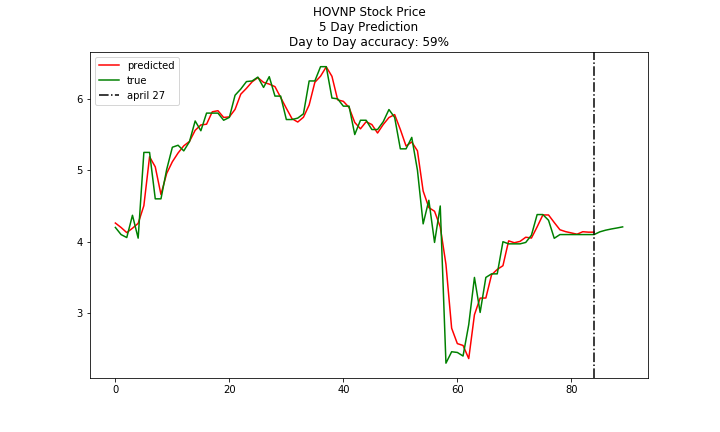 HOVNP Stock Price
5 Day Prediction
Day to Day accuracy: 59%
predicted
true
april 27
6
5
4
3
0
20
40
60
80